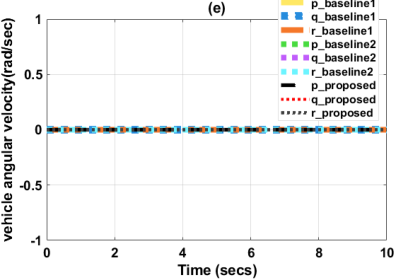 (e)
p_baseline1
q_baseline1
r_baseline1
p_baseline2
q_baseline2
r_baseline2
p_proposed
q_proposed
r_proposed
vehicle angular velocity(rad/sec)
1
0.5
0
-0.5
-1
0 2 4 6 8 10
Time (secs)